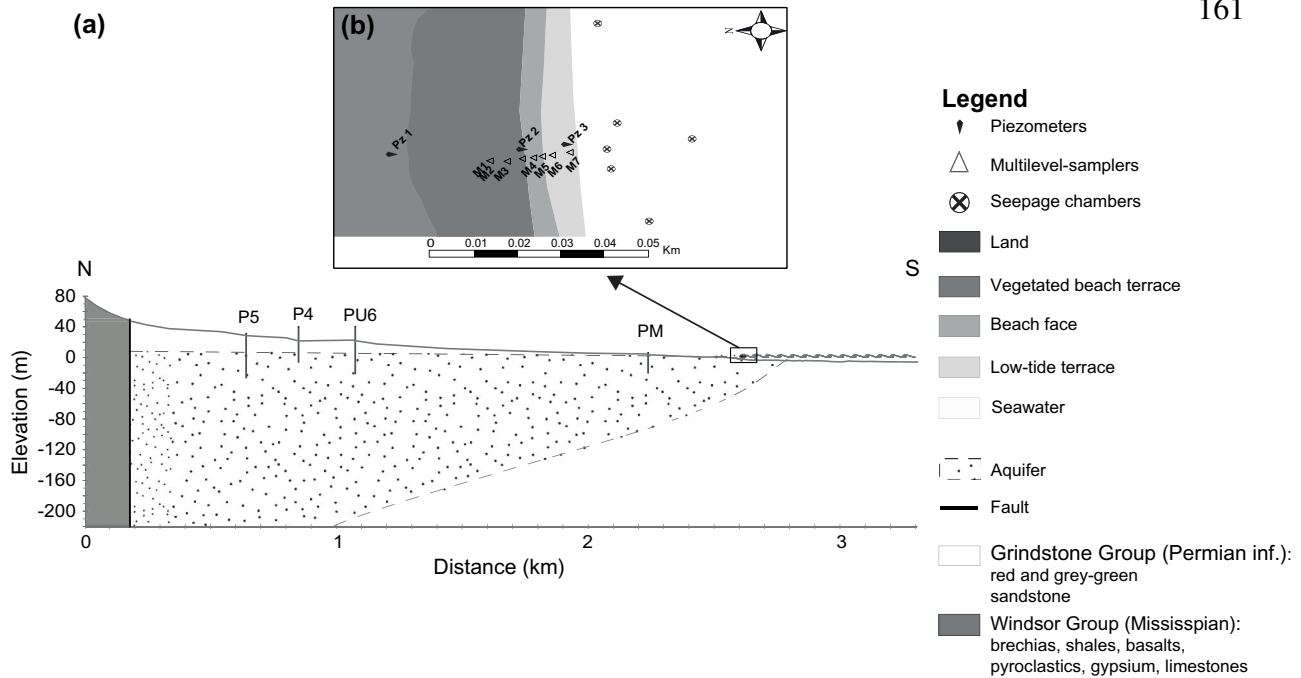 161
(a)
(b)
N
Pz 1
Pz 2
Pz 3
M1
M2
M3
M4
M5
M6
M7
0 0.01 0.02 0.03 0.04 0.05 Km
N
S
80
40
0
-40
-80
-120
-160
-200
Elevation (m)
P5
P4
PU6
PM
0 1 2 3
Distance (km)
Legend
Piezometers
Multilevel-samplers
Seepage chambers
Land
Vegetated beach terrace
Beach face
Low-tide terrace
Seawater
Aquifer
Fault
Grindstone Group (Permian inf.):
red and grey-green
sandstone
Windsor Group (Mississpian):
brechias, shales, basalts,
pyroclastics, gypsium, limestones